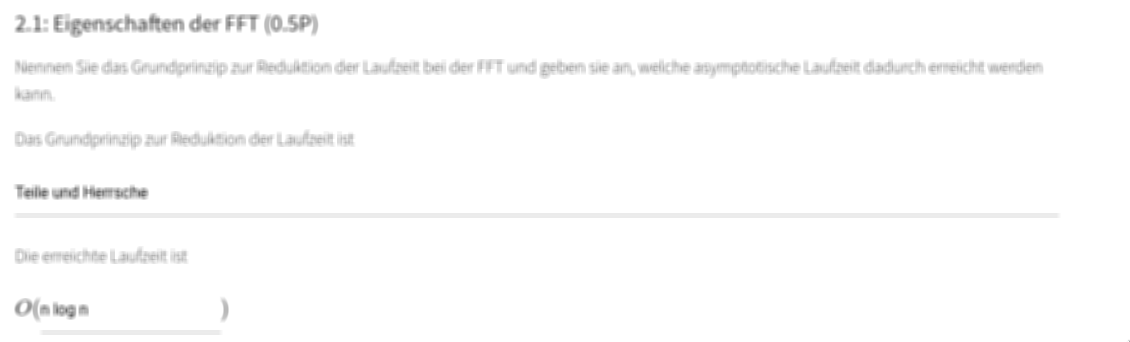 2.1: Eigenschaften der FFT (0.5P)
Nennen Sie das Grundprinzip zur Reduktion der Laufzeit bei der FFT und geben sie an, welche asymptotische Laufzeit dadurch erreicht werden
kann.
Das Grundprinzip zur Reduktion der Laufzeit ist
Teile und Herrsche
Die erreichte Laufzeit ist
O(n log n )